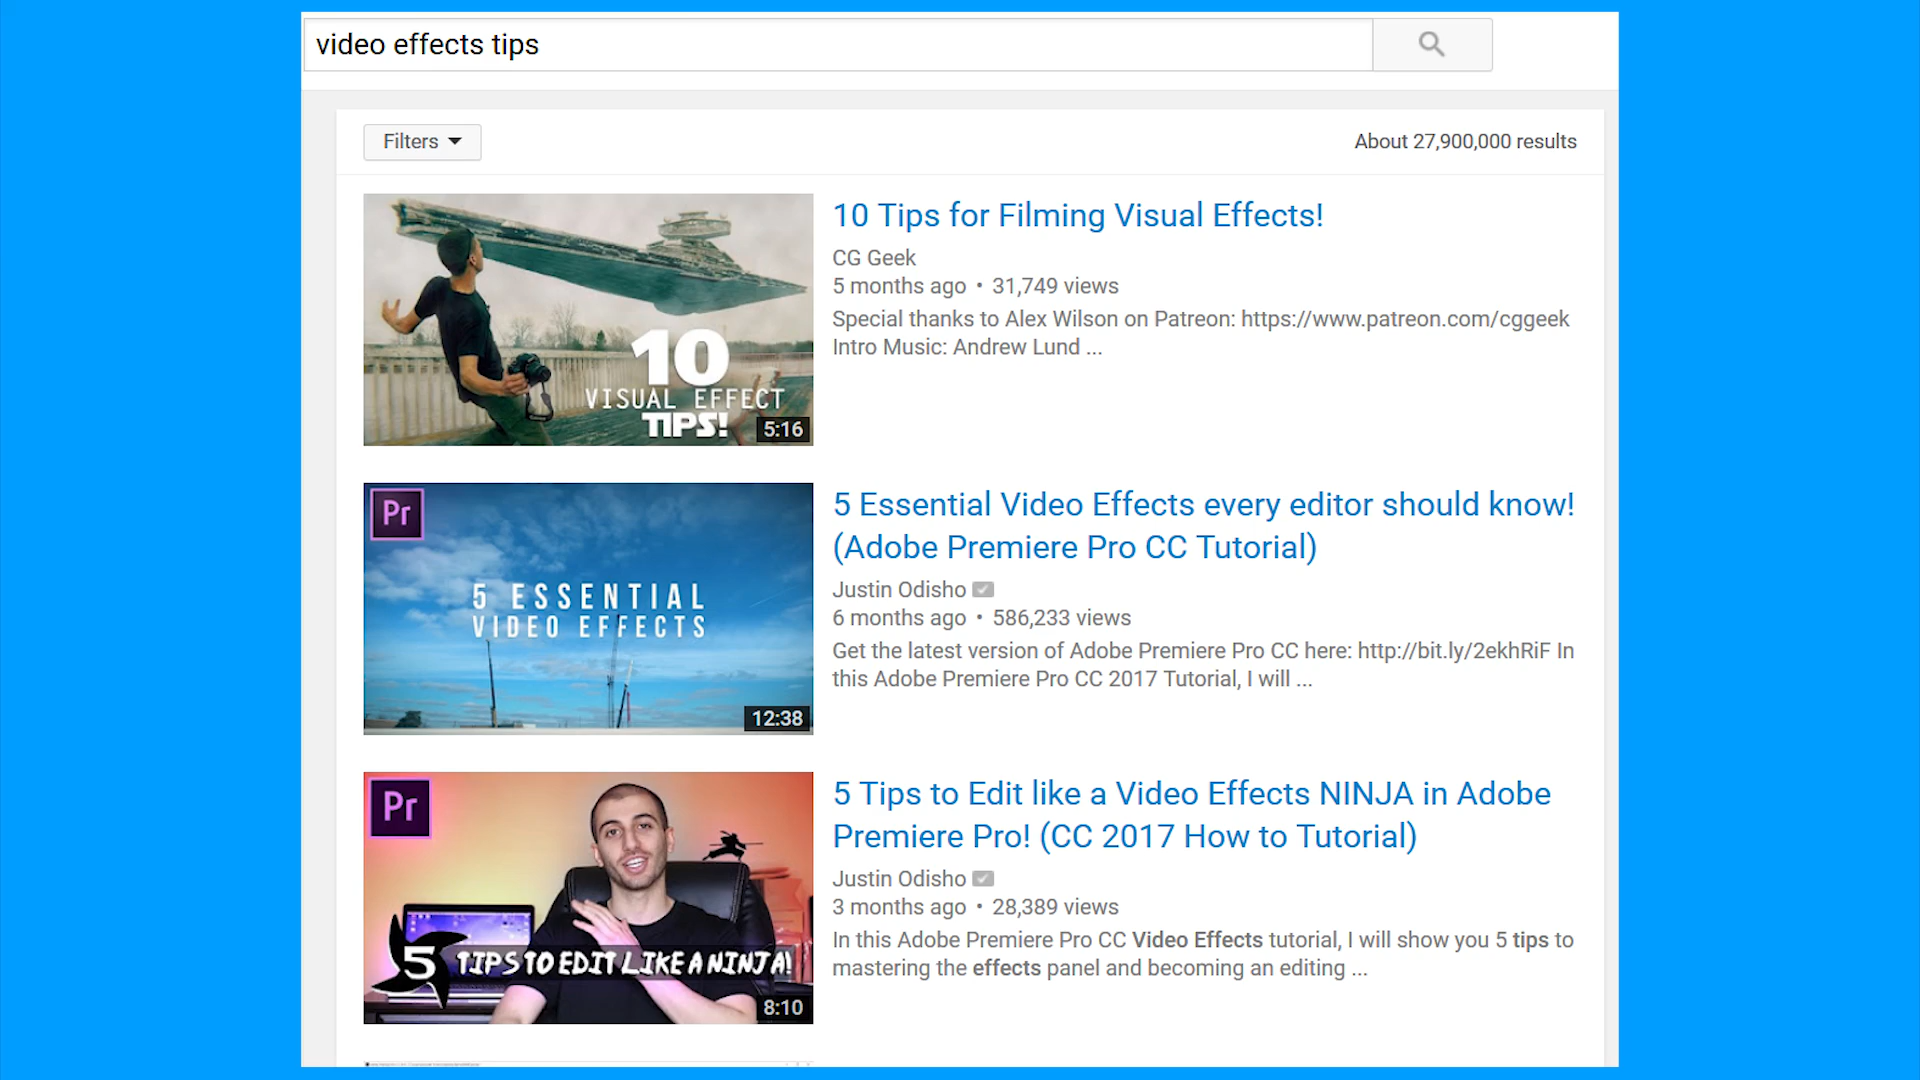 video effects tips
Filters
About 27,900,000 results
10
VISUAL EFFECT
TIPS!
5:16
10 Tips for Filming Visual Effects!
CG Geek
5 months ago • 31,749 views
Special thanks to Alex Wilson on Patreon: https://www.patreon.com/cggeek
Intro Music: Andrew Lund ...
Pr
5 ESSENTIAL
VIDEO EFFECTS
12:38
5 Essential Video Effects every editor should know!
(Adobe Premiere Pro CC Tutorial)
Justin Odisho
6 months ago • 586,233 views
Get the latest version of Adobe Premiere Pro CC here: http://bit.ly/2ekhRiF In
this Adobe Premiere Pro CC 2017 Tutorial, I will ...
Pr
5 TIPS TO EDIT LIKE A NINJA!
8:10
5 Tips to Edit like a Video Effects NINJA in Adobe
Premiere Pro! (CC 2017 How to Tutorial)
Justin Odisho
3 months ago • 28,389 views
In this Adobe Premiere Pro CC Video Effects tutorial, I will show you 5 tips to
mastering the effects panel and becoming an editing ...